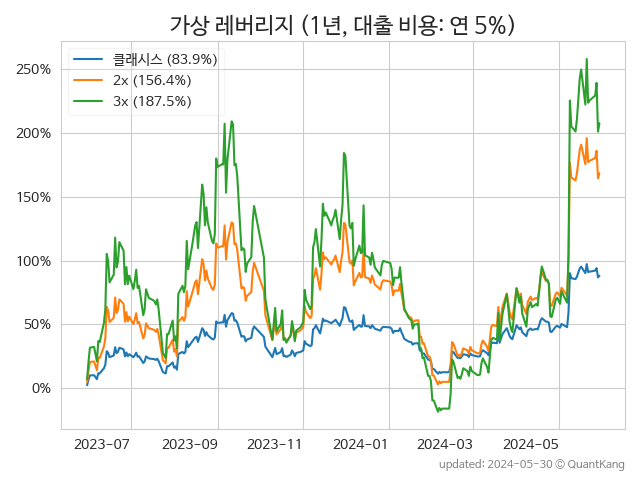 가상 레버리지 (1년, 대출 비용: 연 5%)
클래시스 (83.9%)
2x (156.4%)
3x (187.5%)
250%
200%
150%
100%
50%
0%
2023-07
2023-09
2023-11
2024-01
2024-03
2024-05
updated: 2024-05-30 © QuantKang